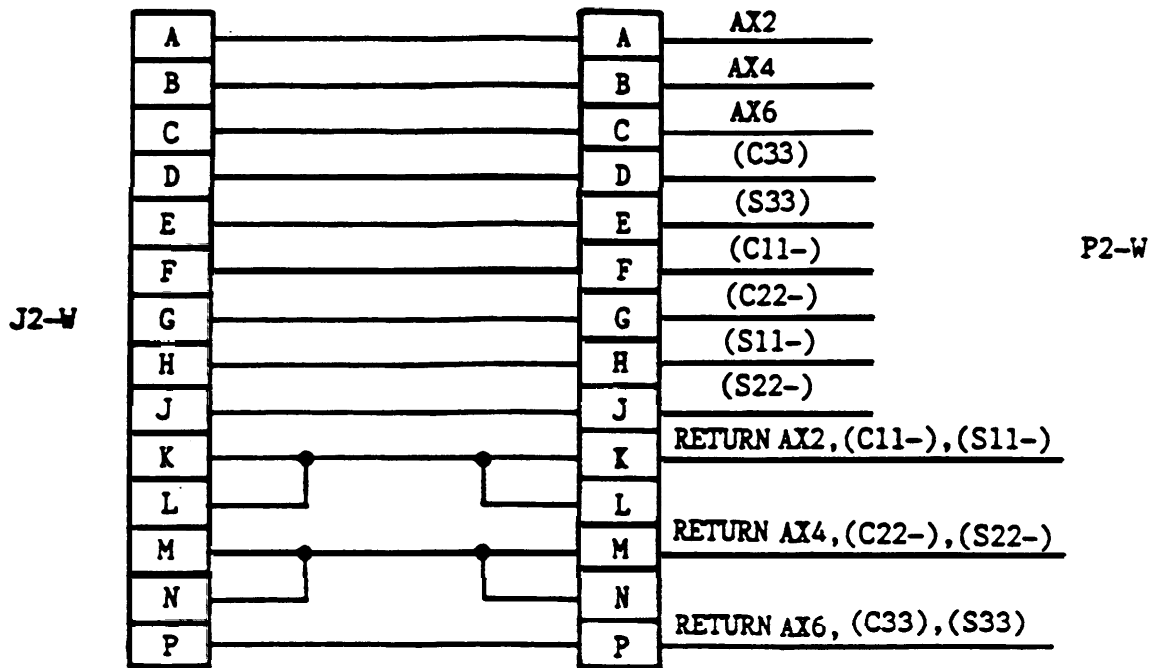 A A AX2
B B AX4
C C AX6
D D (C33)
E E (S33)
F F (C11-)
P2-W
G G (C22-)
J2-W
H H (S11-)
J J (S22-)
K K RETURN AX2,(C11-),(S11-)
L L
M M RETURN AX4,(C22-),(S22-)
N N
P P RETURN AX6, (C33),(S33)